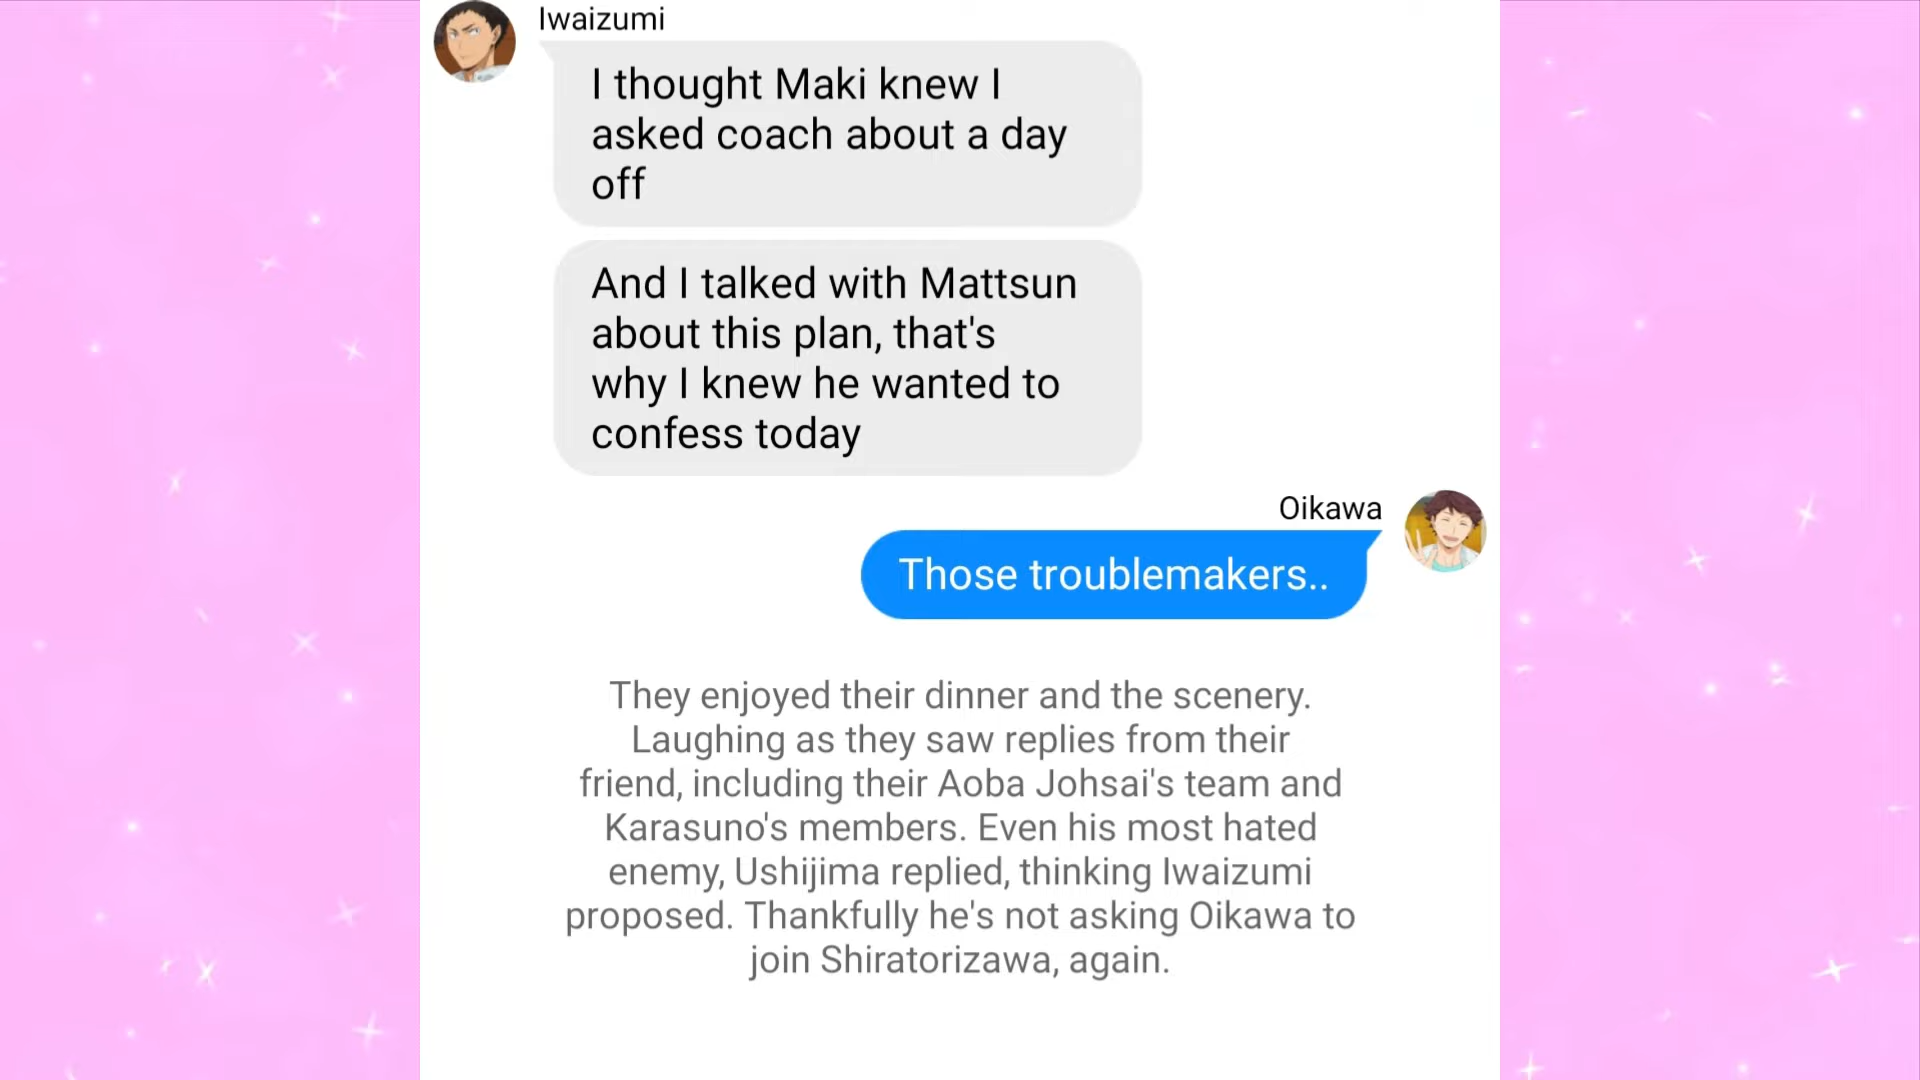 Iwaizumi
I thought Maki knew I
asked coach about a day
off
And I talked with Mattsun
about this plan, that's
why I knew he wanted to
confess today
Oikawa
Those troublemakers..
They enjoyed their dinner and the scenery.
Laughing as they saw replies from their
friend, including their Aoba Johsai's team and
Karasuno's members. Even his most hated
enemy, Ushijima replied, thinking Iwaizumi
proposed. Thankfully he's not asking Oikawa to
join Shiratorizawa, again.